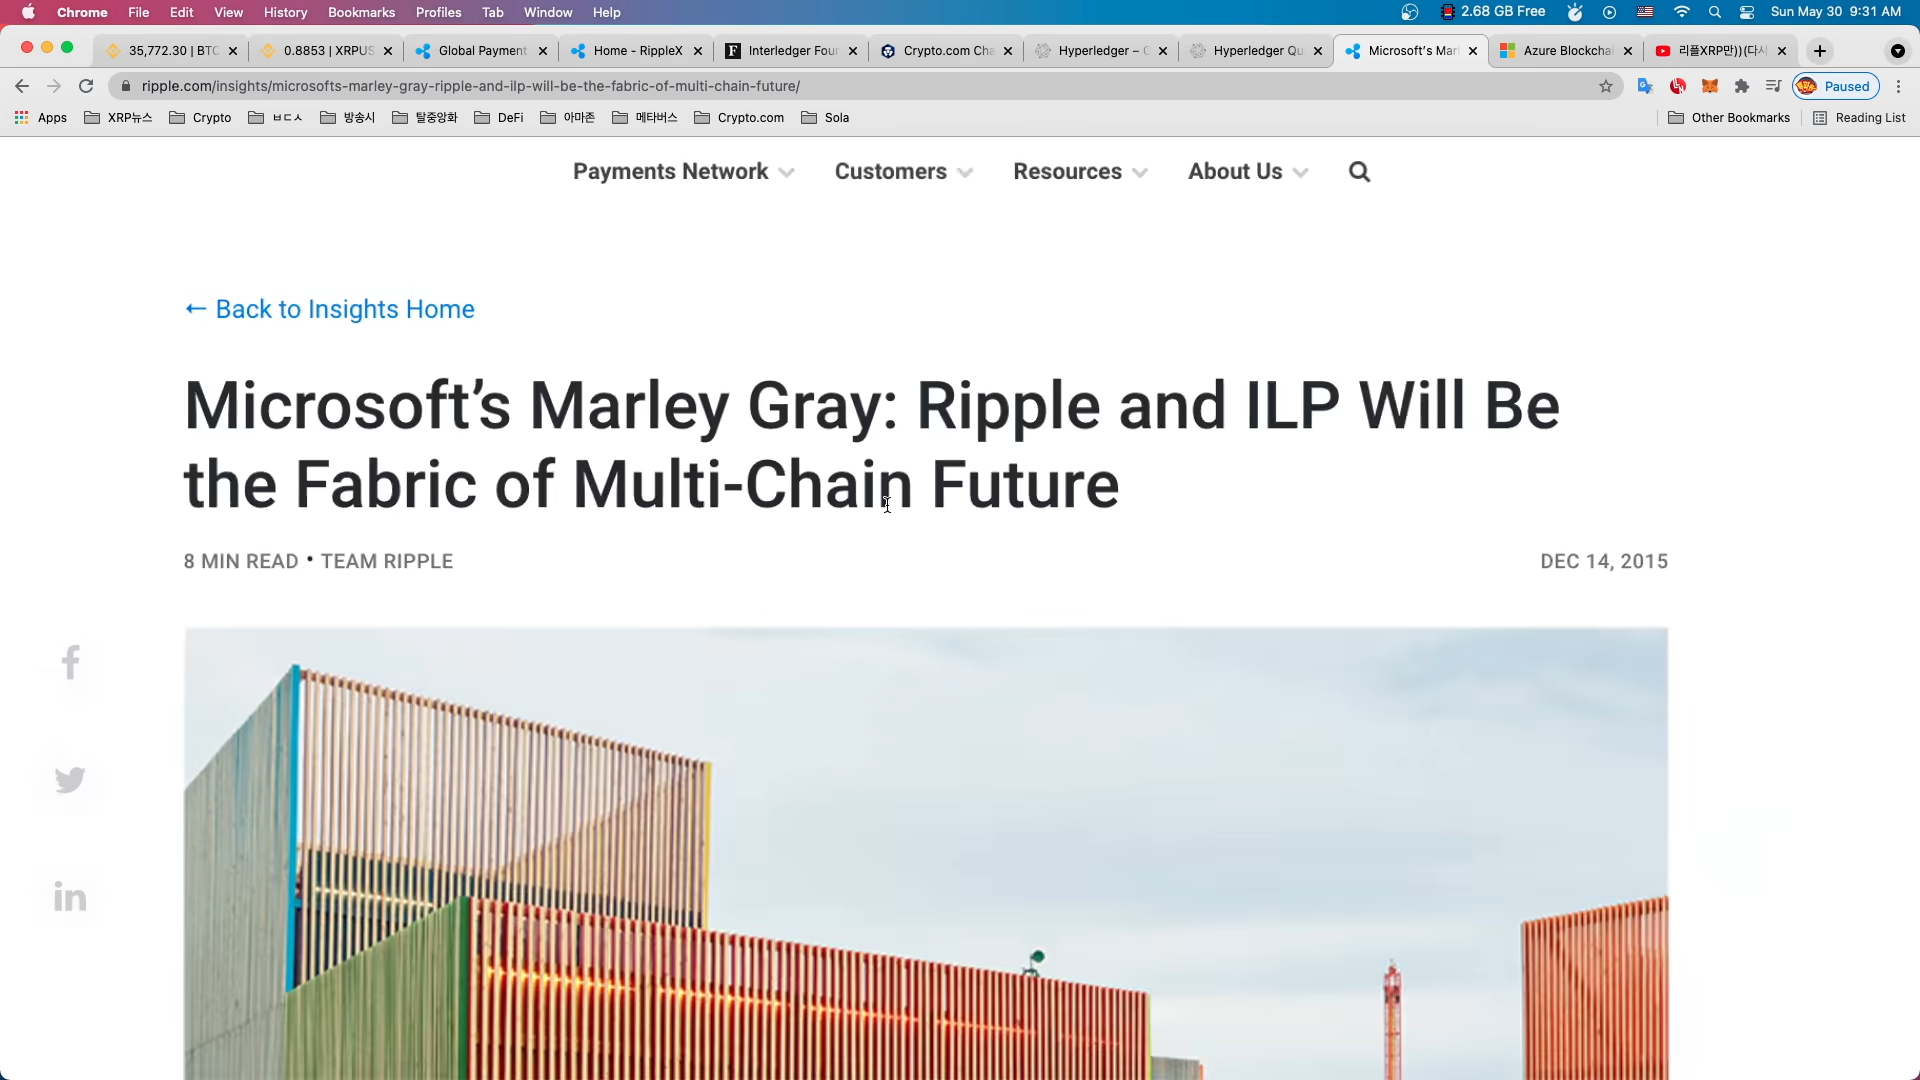 Chrome File Edit View History Bookmarks Profiles Tab Window Help 2.68 GB Free Sun May 30 9:31 AM
35,772.30 | BTC 0.8853 | XRPUS Global Payment Home - RippleX Interledger Four Crypto.com Cha Hyperledger – C Hyperledger Qu Microsoft's Mar Azure Blockchai 리플XRP만))(다시
ripple.com/insights/microsofts-marley-gray-ripple-and-ilp-will-be-the-fabric-of-multi-chain-future/ Paused
Apps XRP뉴스 Crypto ㅂㄷㅅ 방송시 탈중앙화 DeFi 아마존 메타버스 Crypto.com Sola Other Bookmarks Reading List
Payments Network Customers Resources About Us
← Back to Insights Home
Microsoft's Marley Gray: Ripple and ILP Will Be
the Fabric of Multi-Chain Future
8 MIN READ • TEAM RIPPLE DEC 14, 2015